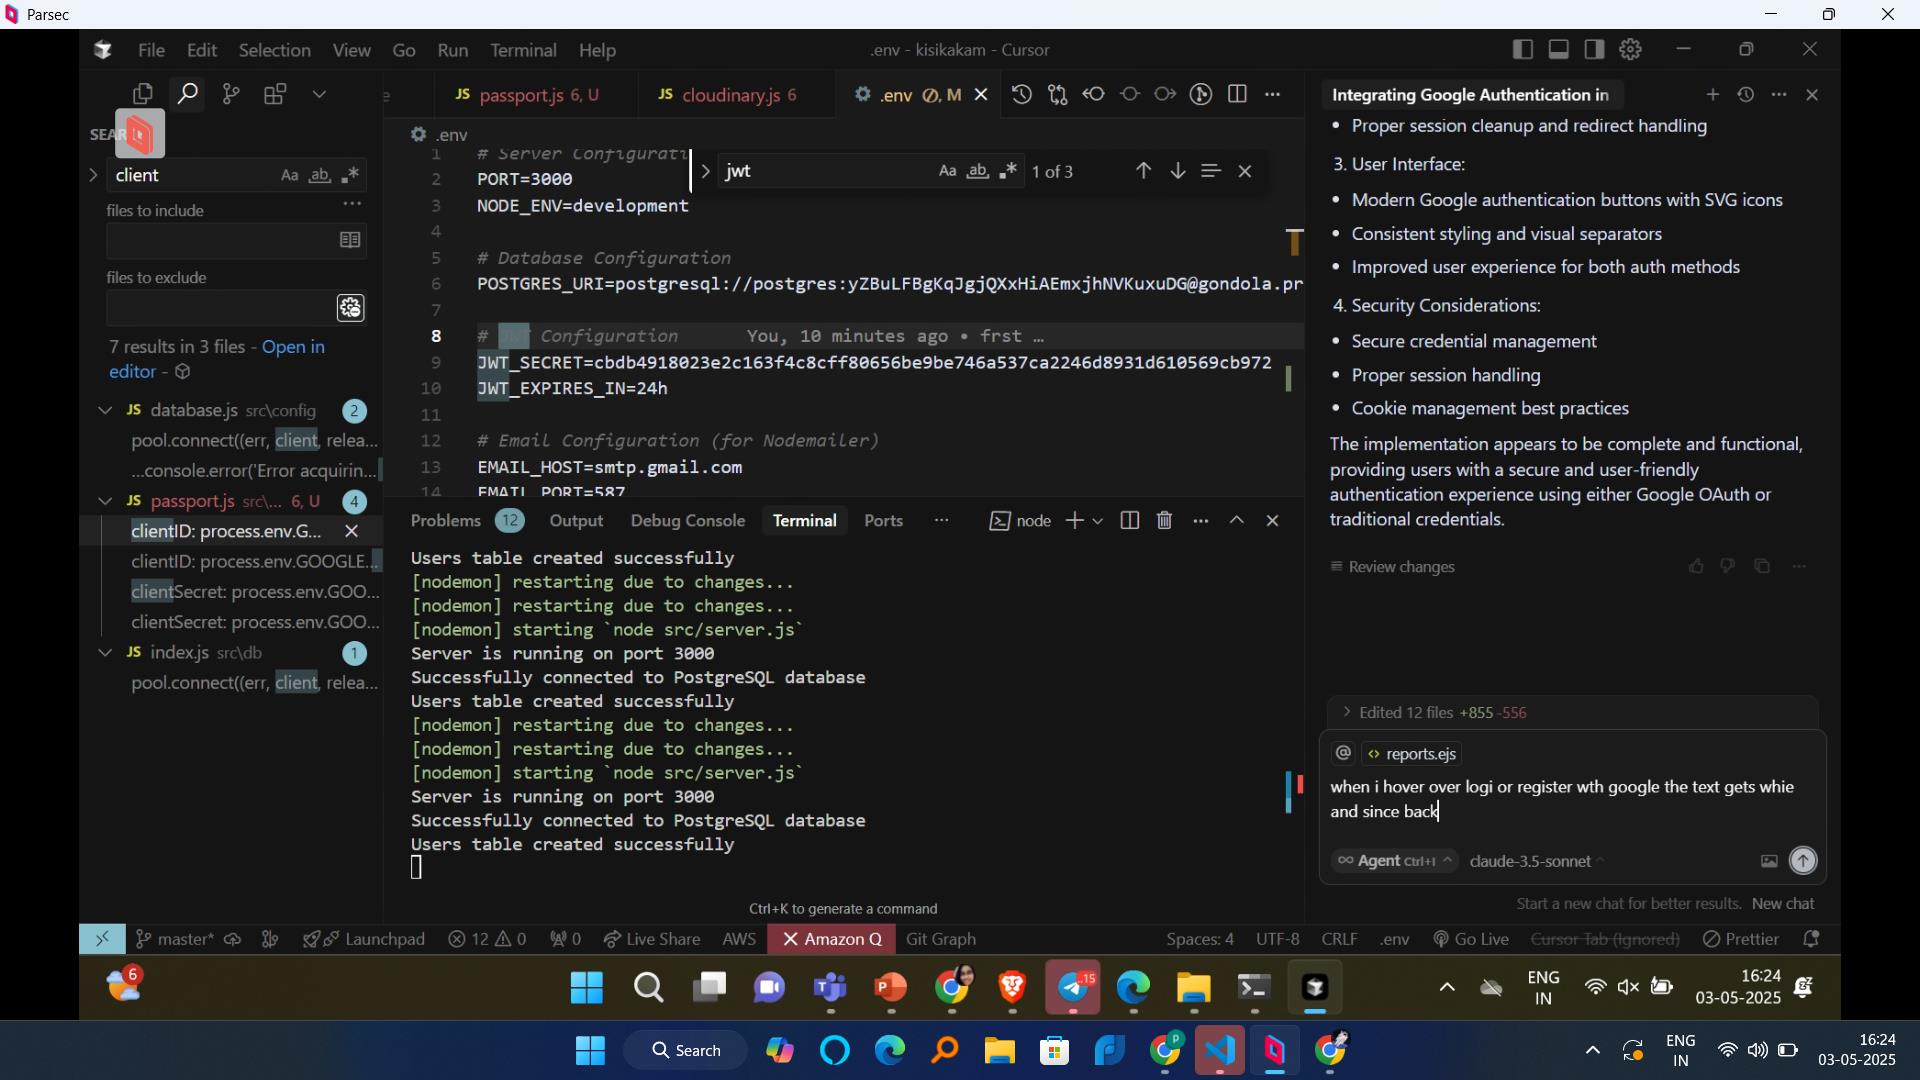 Parsec
File Edit Selection View Go Run Terminal Help
.env - kisikakam - Cursor
JS passport.js 6, U
JS cloudinary.js 6
.env M
Integrating Google Authentication in
SEAR
client
Aa ab
files to include
files to exclude
7 results in 3 files - Open in
editor -
JS database.js src\config 2
pool.connect((err, client, relea...
...console.error('Error acquirin...
JS passport.js src\... 6, U 4
clientID: process.env.G...
clientID: process.env.GOOGLE...
clientSecret: process.env.GOO...
clientSecret: process.env.GOO...
JS index.js src\db 1
pool.connect((err, client, relea...
.env
jwt Aa ab 1 of 3
1 # Server Configurati
2 PORT=3000
3 NODE_ENV=development
4
5 # Database Configuration
6 POSTGRES_URI=postgresql://postgres:yZBuLFBgKqJgjQXxHiAEmxjhNVKuxuDG@gondola.pr
7
8 # JWT Configuration You, 10 minutes ago • frst ...
9 JWT_SECRET=cbdb4918023e2c163f4c8cff80656be9be746a537ca2246d8931d610569cb972
10 JWT_EXPIRES_IN=24h
11
12 # Email Configuration (for Nodemailer)
13 EMAIL_HOST=smtp.gmail.com
14 EMAIL_PORT=587
Problems 12 Output Debug Console Terminal Ports ... node
Users table created successfully
[nodemon] restarting due to changes...
[nodemon] restarting due to changes...
[nodemon] starting `node src/server.js`
Server is running on port 3000
Successfully connected to PostgreSQL database
Users table created successfully
[nodemon] restarting due to changes...
[nodemon] restarting due to changes...
[nodemon] starting `node src/server.js`
Server is running on port 3000
Successfully connected to PostgreSQL database
Users table created successfully
Ctrl+K to generate a command
• Proper session cleanup and redirect handling
3. User Interface:
• Modern Google authentication buttons with SVG icons
• Consistent styling and visual separators
• Improved user experience for both auth methods
4. Security Considerations:
• Secure credential management
• Proper session handling
• Cookie management best practices
The implementation appears to be complete and functional,
providing users with a secure and user-friendly
authentication experience using either Google OAuth or
traditional credentials.
Review changes
Edited 12 files +855 -556
@ reports.ejs
when i hover over logi or register wth google the text gets whie
and since back
Agent Ctrl+I claude-3.5-sonnet
Start a new chat for better results. New chat
master* Launchpad 12 0 0 Live Share AWS Amazon Q Git Graph
Spaces: 4 UTF-8 CRLF .env Go Live Cursor Tab (Ignored) Prettier
6
15
ENG
IN
16:24
03-05-2025
Search
P
ENG
IN
16:24
03-05-2025